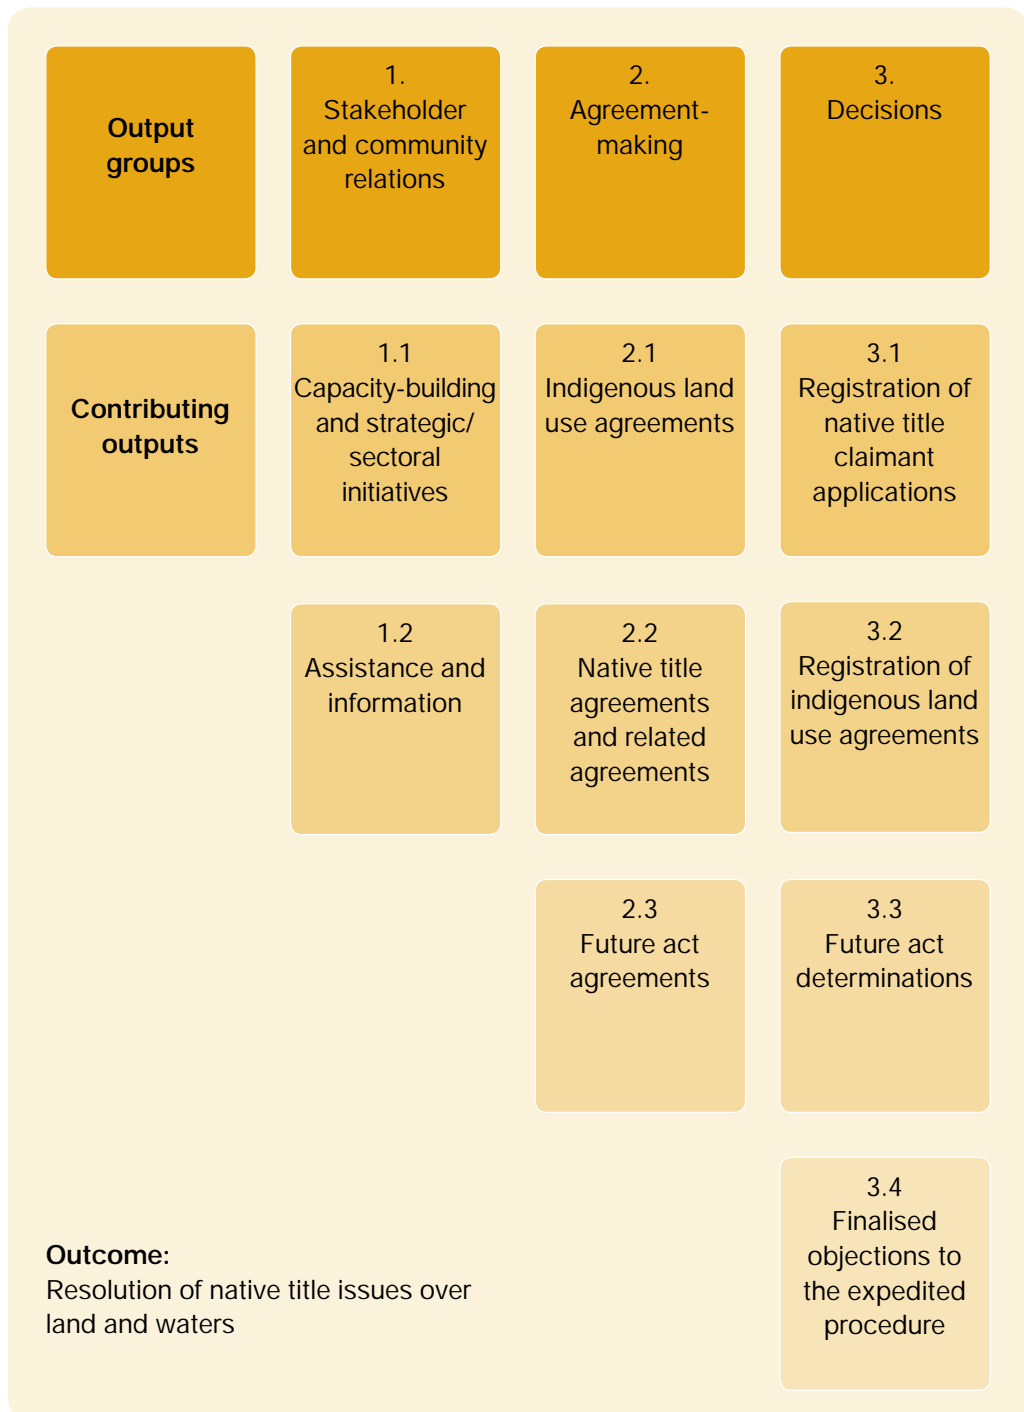 Output
groups
1.
Stakeholder
and community
relations
2.
Agreement-
making
3.
Decisions
Contributing
outputs
1.1
Capacity-building
and strategic/
sectoral
initiatives
2.1
Indigenous land
use agreements
3.1
Registration of
native title
claimant
applications
1.2
Assistance and
information
2.2
Native title
agreements
and related
agreements
3.2
Registration of
indigenous land
use agreements
2.3
Future act
agreements
3.3
Future act
determinations
3.4
Finalised
objections to
the expedited
procedure
Outcome:
Resolution of native title issues over
land and waters